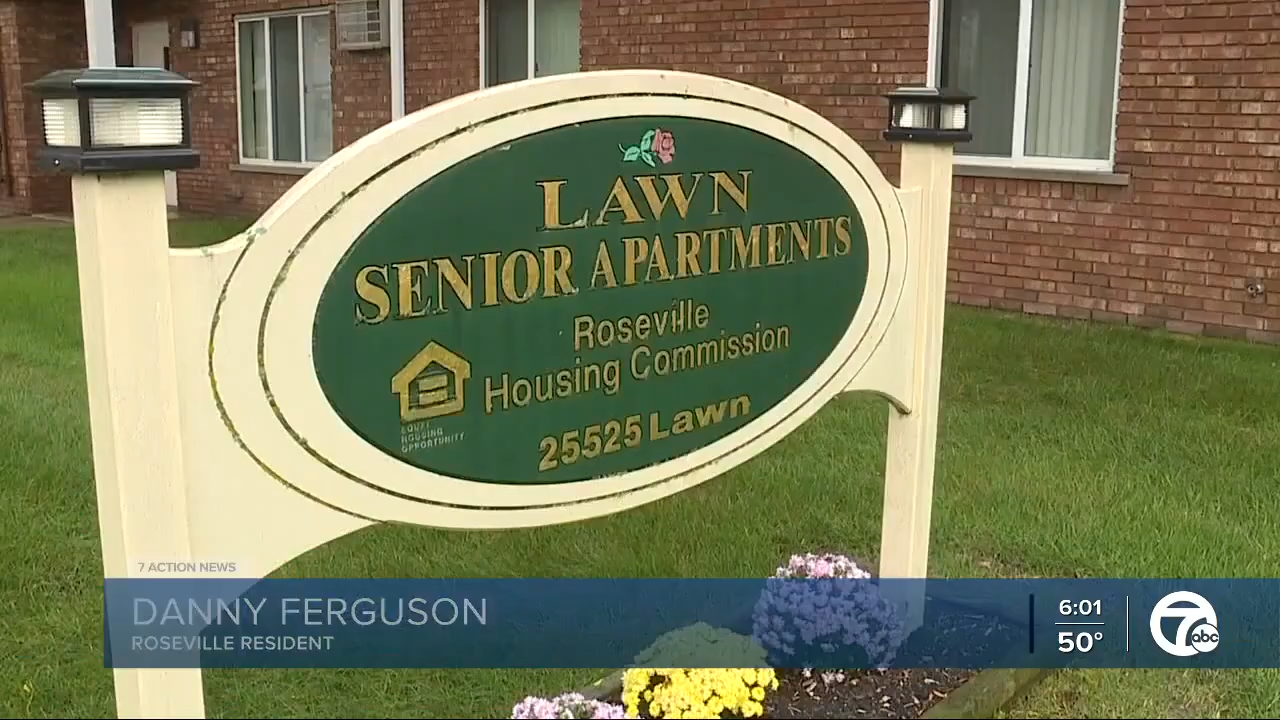 LAWN
SENIOR APARTMENTS
Roseville
Housing Commission
EQUAL
HOUSING
OPPORTUNITY
25525 Lawn
7 ACTION NEWS
DANNY FERGUSON
ROSEVILLE RESIDENT
6:01
50°
7
abc